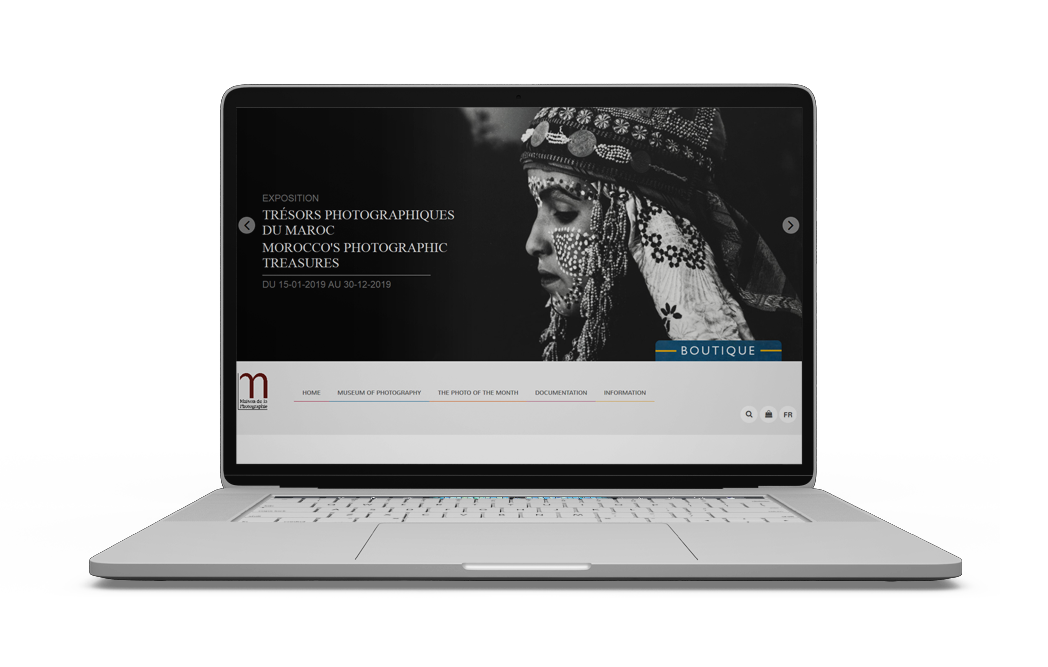 EXPOSITION
TRÉSORS PHOTOGRAPHIQUES
DU MAROC
MOROCCO'S PHOTOGRAPHIC
TREASURES
DU 15-01-2019 AU 30-12-2019
BOUTIQUE
m
Maison de la
Photographie
HOME MUSEUM OF PHOTOGRAPHY THE PHOTO OF THE MONTH DOCUMENTATION INFORMATION
FR